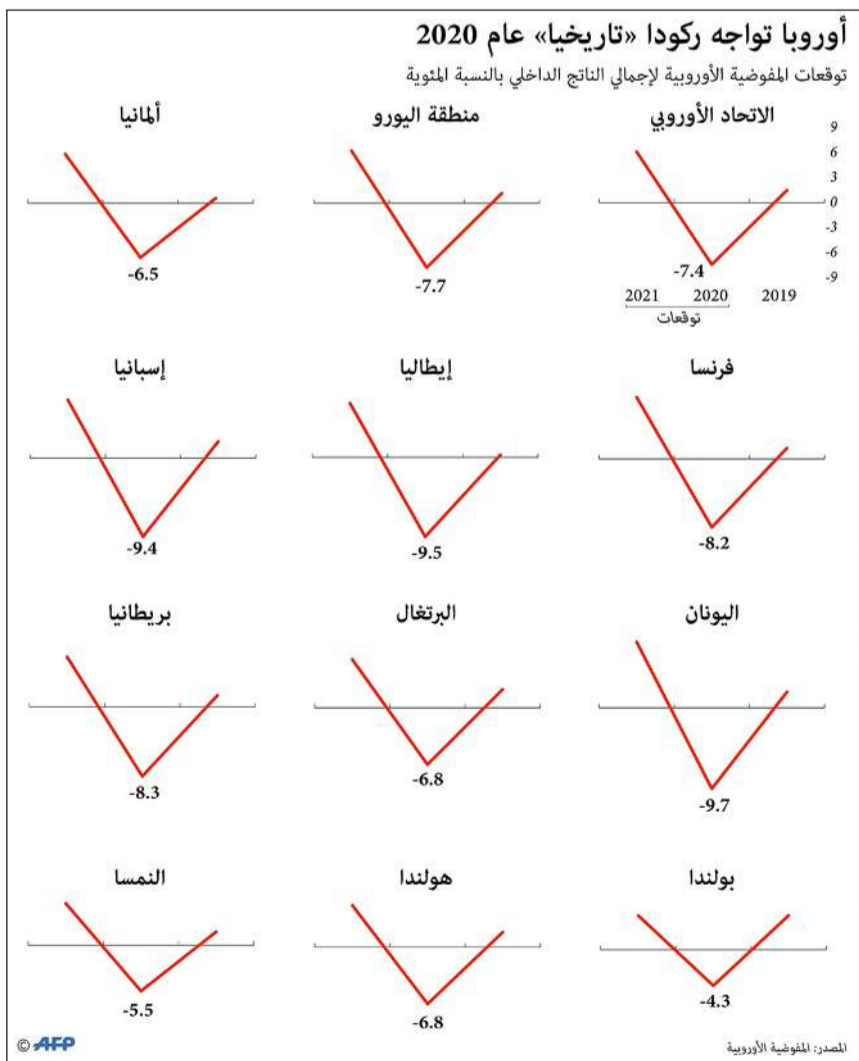 أوروبا تواجه ركودا «تاريخيا» عام 2020
توقعات المفوضية الأوروبية لإجمالي الناتج الداخلي بالنسبة المئوية
الاتحاد الأوروبي
9
6
3
0
-3
-6
-9
-7.4
2019
2020
2021
توقعات
منطقة اليورو
-7.7
ألمانيا
-6.5
فرنسا
-8.2
إيطاليا
-9.5
إسبانيا
-9.4
اليونان
-9.7
البرتغال
-6.8
بريطانيا
-8.3
بولندا
-4.3
هولندا
-6.8
النمسا
-5.5
المصدر: المفوضية الأوروبية
© AFP